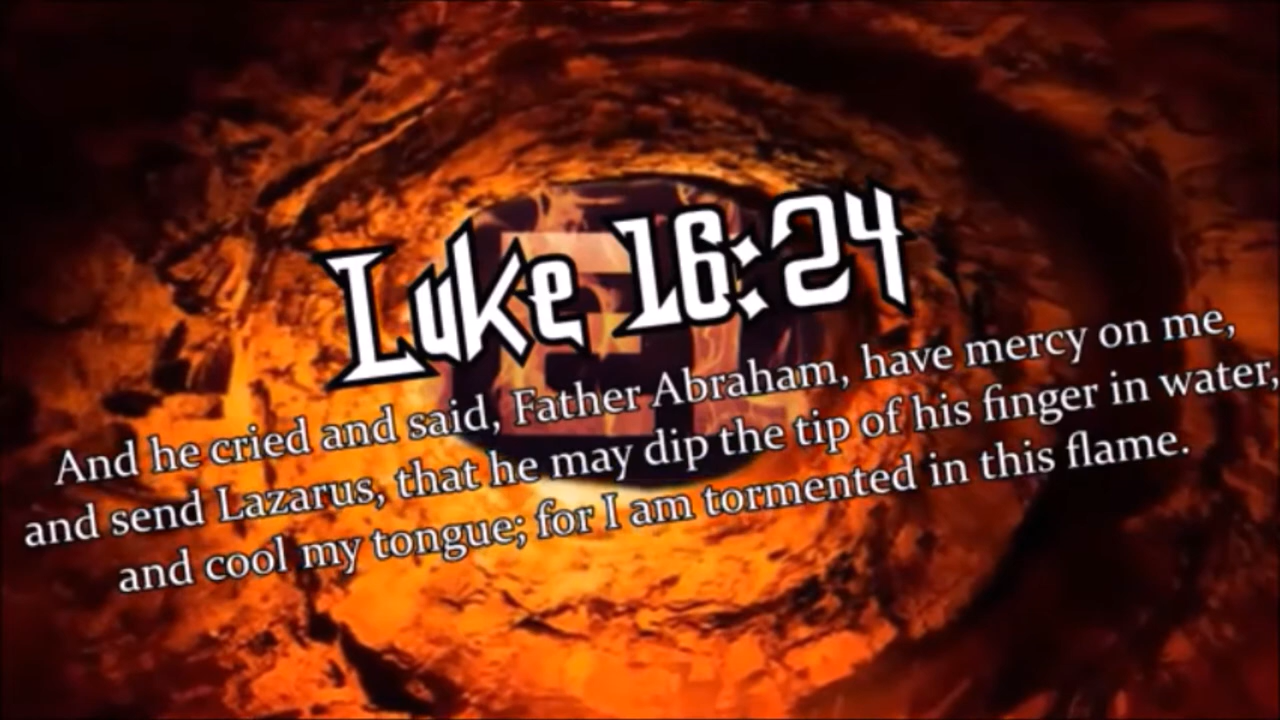 Luke 16:24
And he cried and said, Father Abraham, have mercy on me,
and send Lazarus, that he may dip the tip of his finger in water,
and cool my tongue; for I am tormented in this flame.